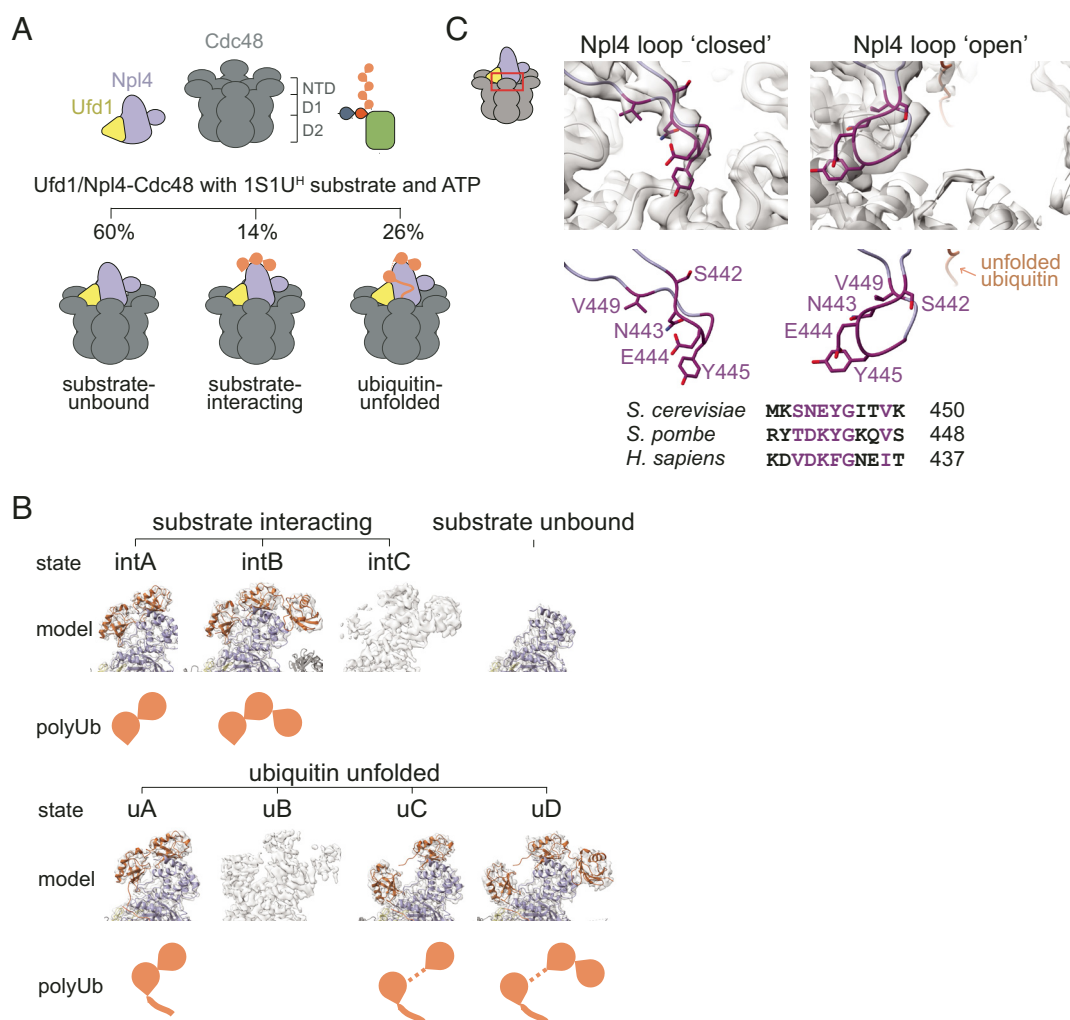 A
Cdc48
Npl4
Ufd1
NTD
D1
D2
Ufd1/Npl4-Cdc48 with 1S1Uᴴ substrate and ATP
60% 14% 26%
substrate-unbound
substrate-interacting
ubiquitin-unfolded
C
Npl4 loop ‘closed’ Npl4 loop ‘open’
S442
V449
N443
E444
Y445
unfolded
ubiquitin
V449
N443
S442
E444
Y445
S. cerevisiae MKSNEYGITVK 450
S. pombe RYTDKYGKQVS 448
H. sapiens KDVDKFGNEIT 437
B
substrate interacting substrate unbound
state intA intB intC
model
polyUb
ubiquitin unfolded
state uA uB uC uD
model
polyUb